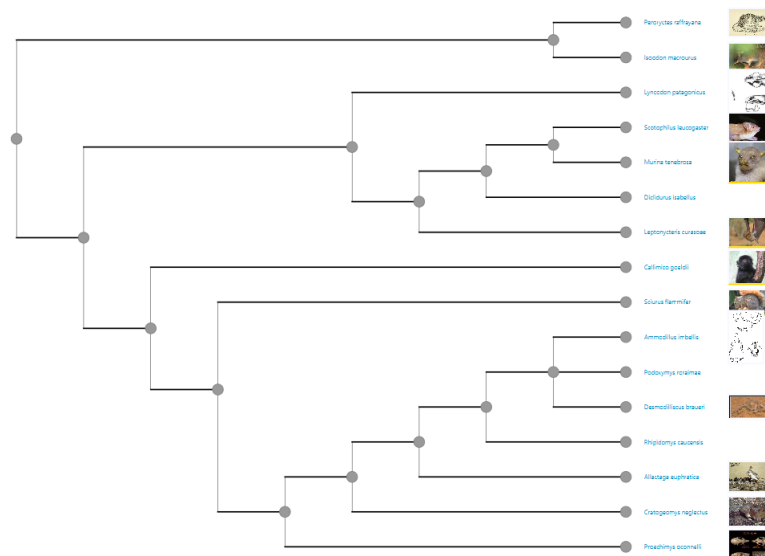 Peroryctes raffrayana
Isoodon macrourus
Lyncodon patagonicus
Scotophilus leucogaster
Murina tenebrosa
Diclidurus isabellus
Leptonycteris curasoae
Callimico goeldii
Sciurus flammifer
Ammodillus imbellis
Podoxymys roraimae
Desmodilliscus braueri
Rhipidomys caucensis
Allactaga euphratica
Cratogeomys neglectus
Proechimys oconnelli